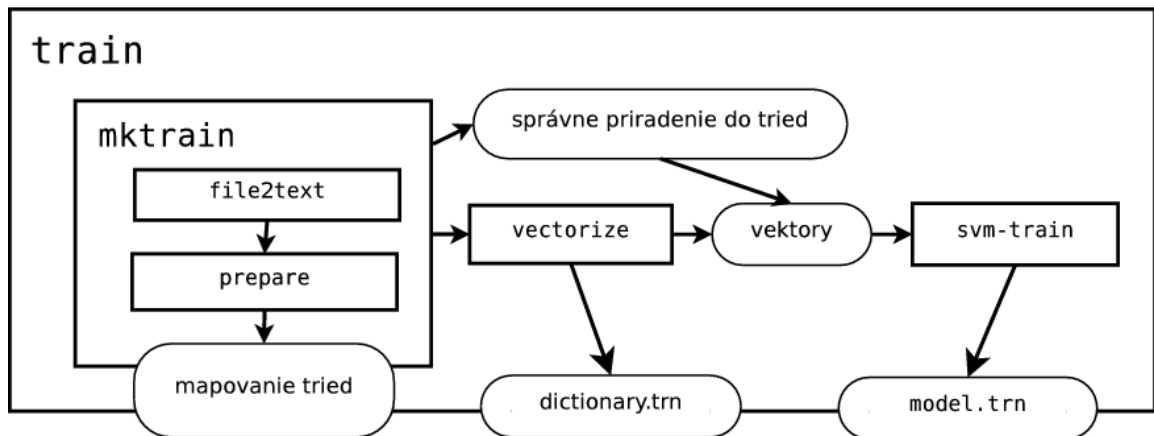 train
mktrain
file2text
prepare
mapovanie tried
správne priradenie do tried
vectorize
vektory
svm-train
dictionary.trn
model.trn